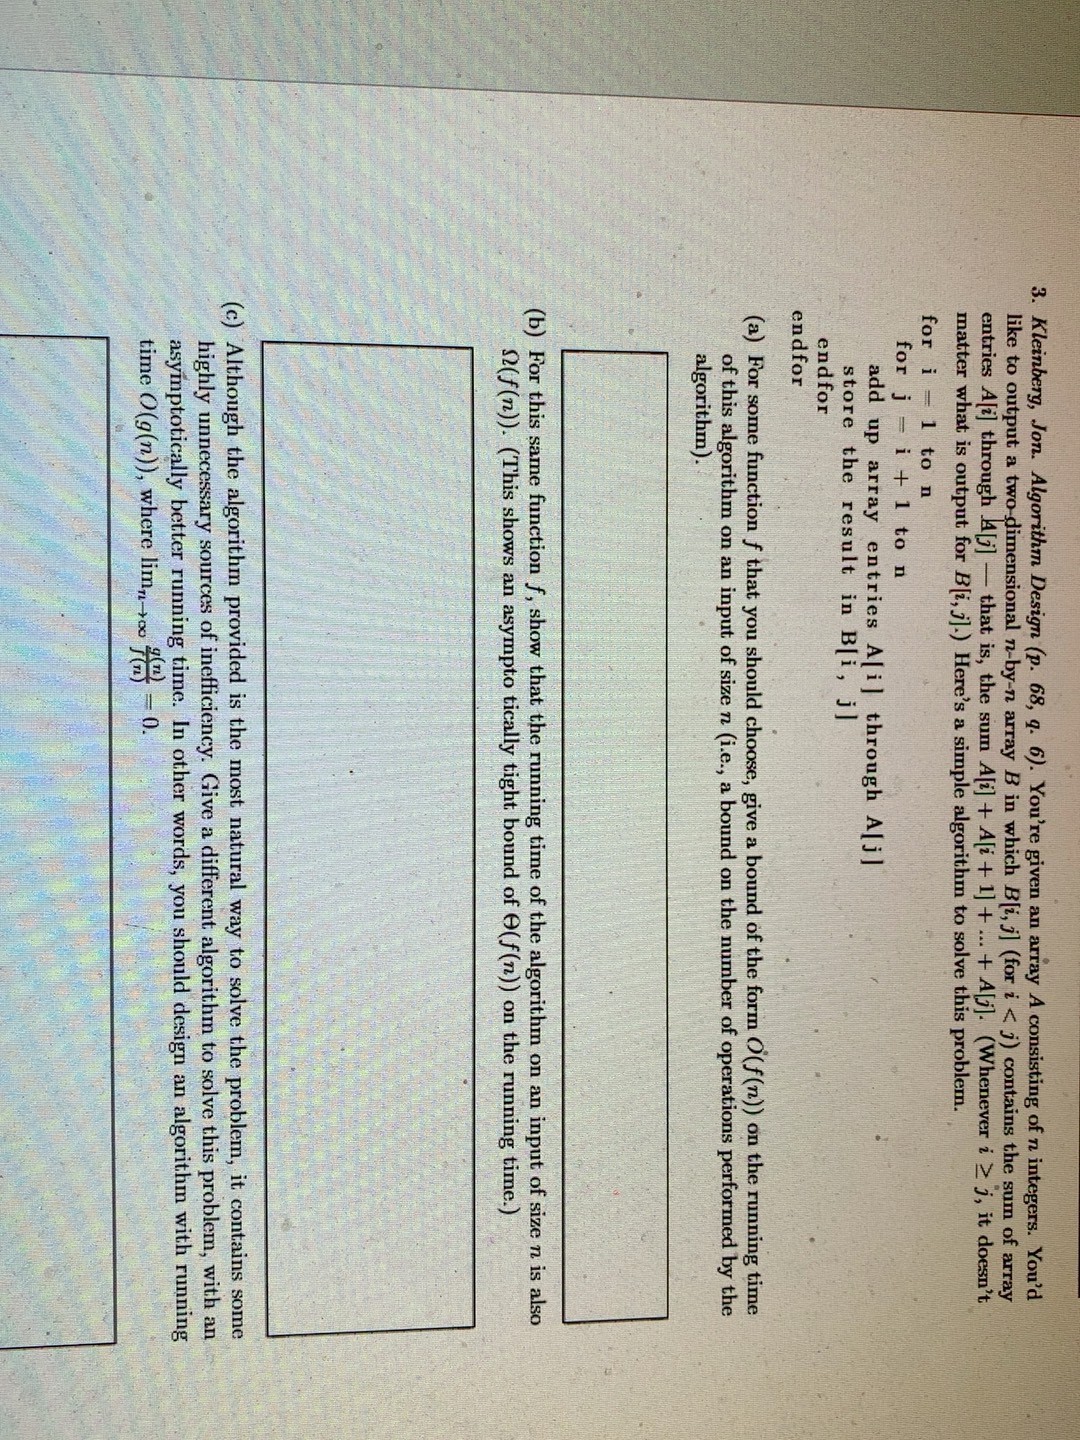 3. Kleinberg, Jon. Algorithm Design (p. 68, q. 6). You're given an array A consisting of n integers. You'd
like to output a two-dimensional n-by-n array B in which B[i, j] (for i < j) contains the sum of array
entries A[i] through A[j] — that is, the sum A[i] + A[i + 1] + ... + A[j]. (Whenever i ≥ j, it doesn't
matter what is output for B[i, j].) Here's a simple algorithm to solve this problem.
for i = 1 to n
for j = i + 1 to n
add up array entries A[i] through A[j]
store the result in B[i, j]
endfor
endfor
(a) For some function f that you should choose, give a bound of the form O(f(n)) on the running time
of this algorithm on an input of size n (i.e., a bound on the number of operations performed by the
algorithm).
(b) For this same function f, show that the running time of the algorithm on an input of size n is also
Ω(f(n)). (This shows an asympto tically tight bound of Θ(f(n)) on the running time.)
(c) Although the algorithm provided is the most natural way to solve the problem, it contains some
highly unnecessary sources of inefficiency. Give a different algorithm to solve this problem, with an
asymptotically better running time. In other words, you should design an algorithm with running
time O(g(n)), where lim n→∞ g(n)/f(n) = 0.